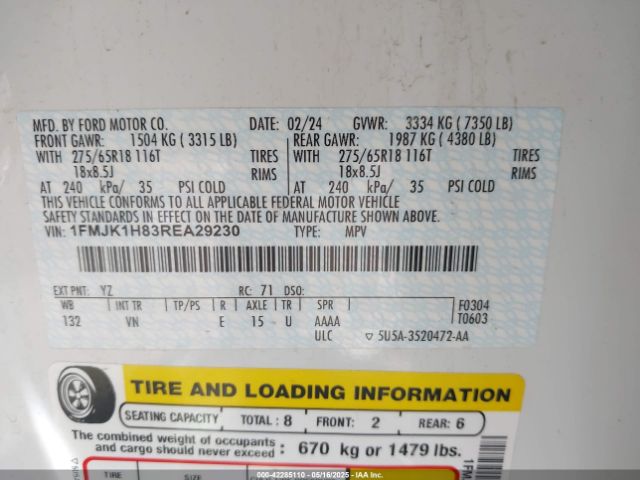 MFD. BY FORD MOTOR CO. DATE: 02/24 GVWR: 3334 KG ( 7350 LB)
FRONT GAWR: 1504 KG ( 3315 LB) REAR GAWR: 1987 KG ( 4380 LB)
WITH 275/65R18 116T TIRES WITH 275/65R18 116T TIRES
18x8.5J RIMS 18x8.5J RIMS
AT 240 kPa/ 35 PSI COLD AT 240 kPa/ 35 PSI COLD
THIS VEHICLE CONFORMS TO ALL APPLICABLE FEDERAL MOTOR VEHICLE
SAFETY STANDARDS IN EFFECT ON THE DATE OF MANUFACTURE SHOWN ABOVE.
VIN: 1FMJK1H83REA29230 TYPE: MPV
EXT PNT: YZ RC: 71 DSO:
WB INT TR TP/PS R AXLE TR SPR F0304
132 VN E 15 U AAAA T0603
ULC ▽ 5U5A-3520472-AA
TIRE AND LOADING INFORMATION
SEATING CAPACITY TOTAL: 8 FRONT: 2 REAR: 6
The combined weight of occupants and cargo should never exceed : 670 kg or 1479 lbs.
TIRE
1FM
000-42285110 - 05/16/2025 - IAA Auctions